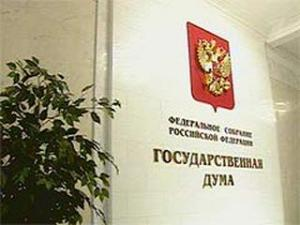 ФЕДЕРАЛЬНОЕ СОБРАНИЕ
РОССИЙСКОЙ ФЕДЕРАЦИИ
ГОСУДАРСТВЕННАЯ
ДУМА